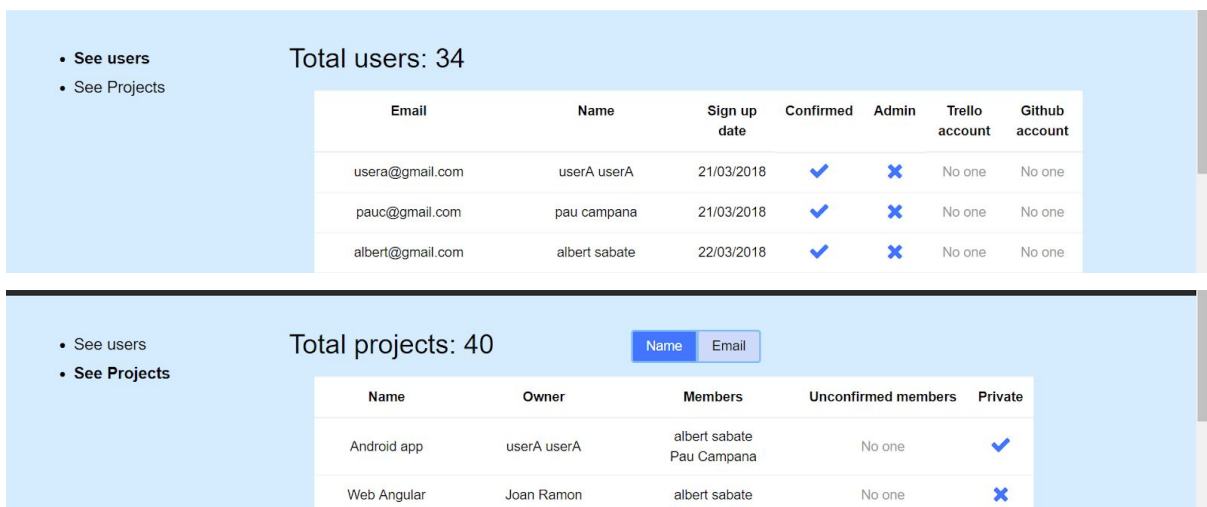 See users
See Projects
Total users: 34
Email Name Sign up date Confirmed Admin Trello account Github account
usera@gmail.com userA userA 21/03/2018 No one No one
pauc@gmail.com pau campana 21/03/2018 No one No one
albert@gmail.com albert sabate 22/03/2018 No one No one
See users
See Projects
Total projects: 40
Name Email
Name Owner Members Unconfirmed members Private
Android app userA userA albert sabate Pau Campana No one
Web Angular Joan Ramon albert sabate No one